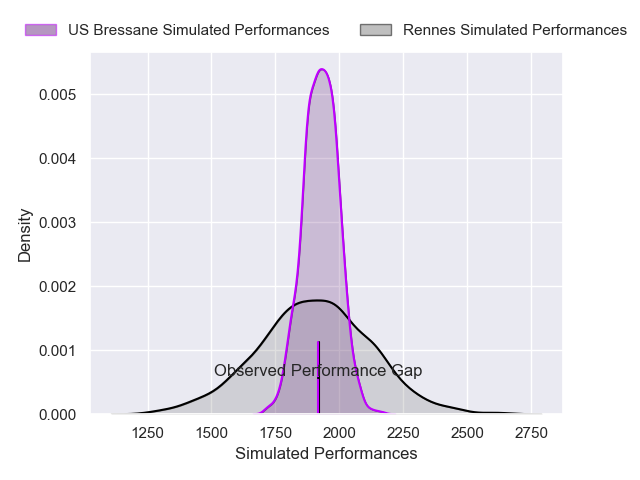 US Bressane Simulated Performances
Rennes Simulated Performances
0.005
0.004
0.003
0.002
0.001
0.000
Density
Observed Performance Gap
1250
1500
1750
2000
2250
2500
2750
Simulated Performances